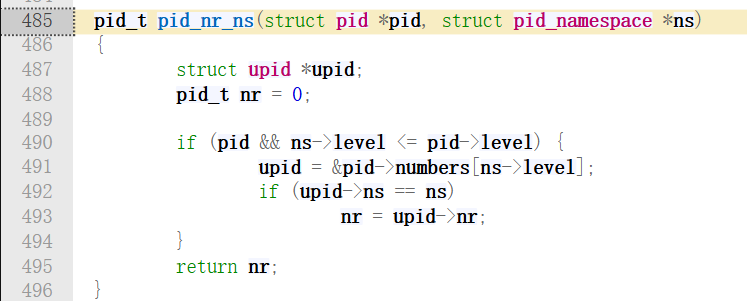 485 pid_t pid_nr_ns(struct pid *pid, struct pid_namespace *ns)
486 {
487         struct upid *upid;
488         pid_t nr = 0;
489
490         if (pid && ns->level <= pid->level) {
491                 upid = &pid->numbers[ns->level];
492                 if (upid->ns == ns)
493                         nr = upid->nr;
494         }
495         return nr;
496 }